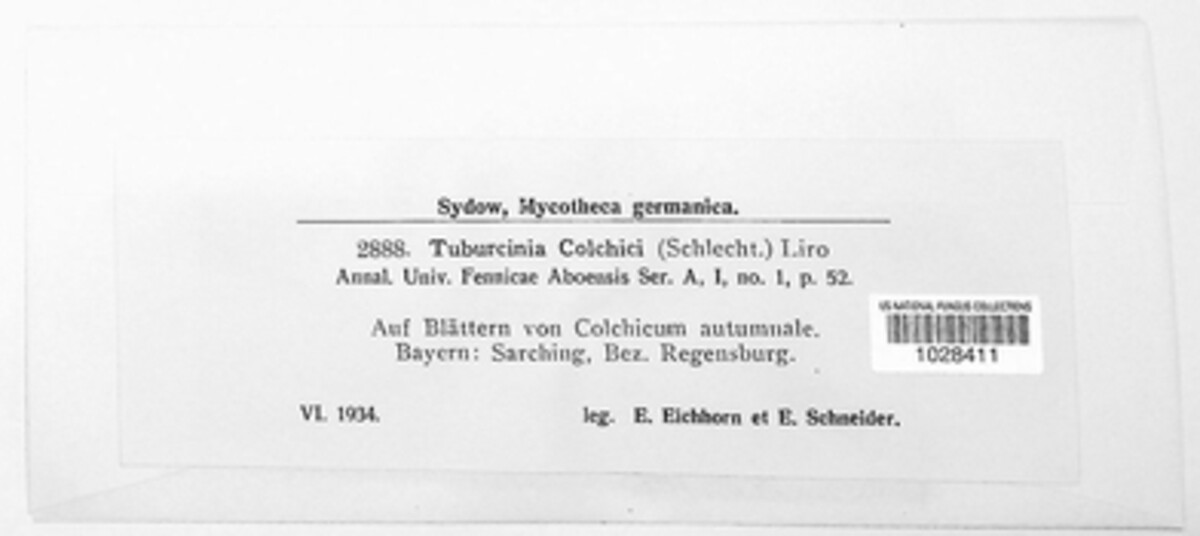 Sydow, Mycotheca germanica.
2888. Tuburcinia Colchici (Schlecht.) Liro
Annal. Univ. Fennicae Aboensis Ser. A, I, no. 1, p. 52.
Auf Blättern von Colchicum autumnale.
Bayern: Sarching, Bez. Regensburg.
US NATIONAL FUNGUS COLLECTIONS
1028411
VI. 1934. leg. E. Eichhorn et E. Schneider.